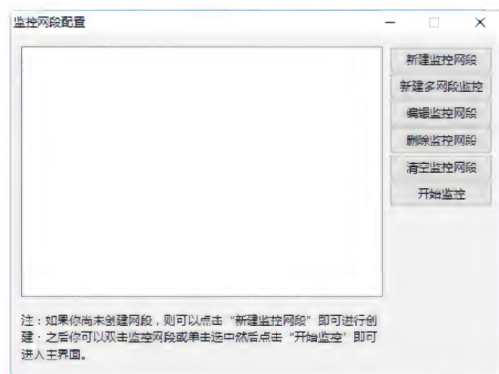 监控网段配置
新建监控网段
新建多网段监控
编辑监控网段
删除监控网段
清空监控网段
开始监控
注：如果你尚未创建网段，则可以点击“新建监控网段”即可进行创
建。之后你可以双击监控网段或单击选中然后点击“开始监控”即可
进入主界面。